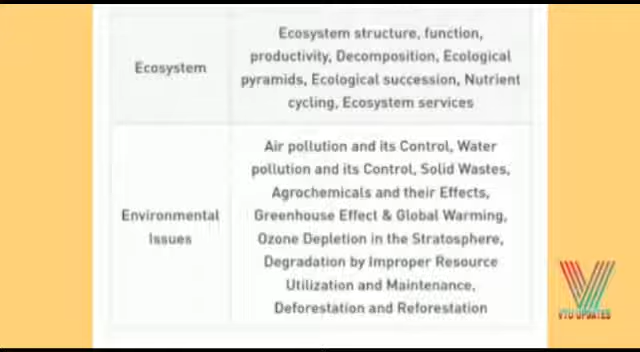 Ecosystem
Ecosystem structure, function,
productivity, Decomposition, Ecological
pyramids, Ecological succession, Nutrient
cycling, Ecosystem services
Environmental
Issues
Air pollution and its Control, Water
pollution and its Control, Solid Wastes,
Agrochemicals and their Effects,
Greenhouse Effect & Global Warming,
Ozone Depletion in the Stratosphere,
Degradation by Improper Resource
Utilization and Maintenance,
Deforestation and Reforestation
VTU UPDATES